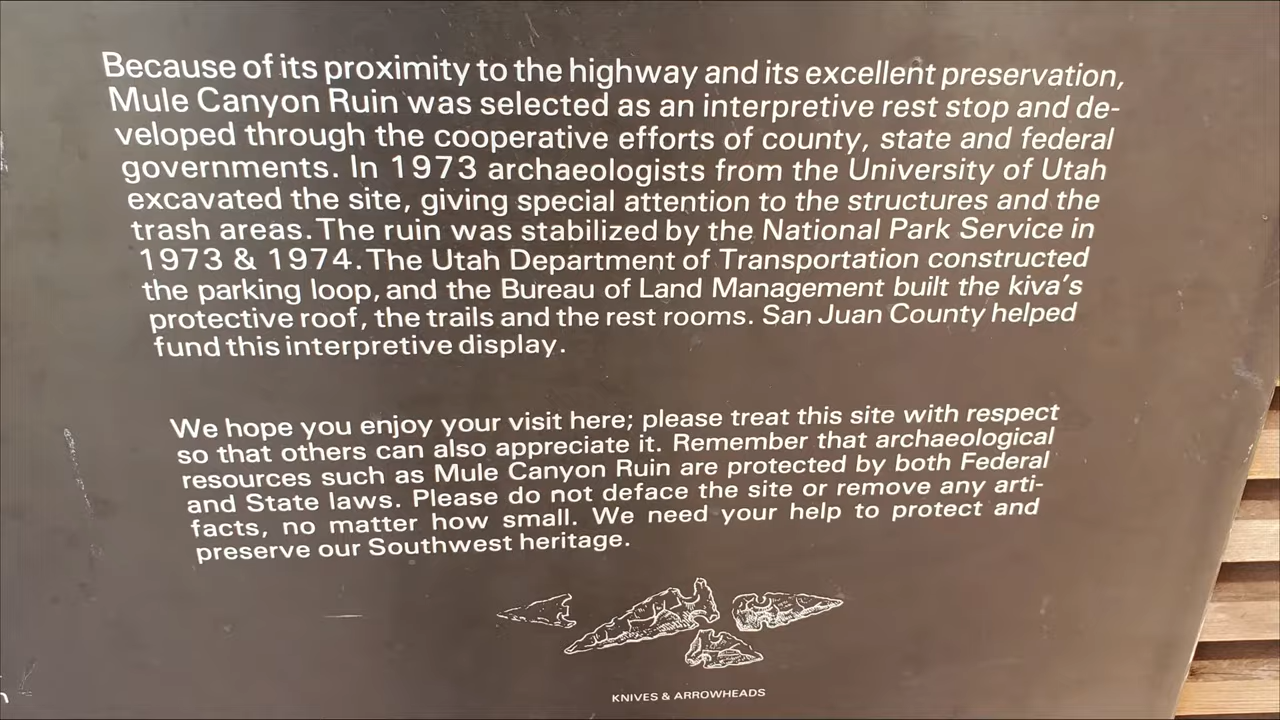 Because of its proximity to the highway and its excellent preservation,
Mule Canyon Ruin was selected as an interpretive rest stop and de-
veloped through the cooperative efforts of county, state and federal
governments. In 1973 archaeologists from the University of Utah
excavated the site, giving special attention to the structures and the
trash areas. The ruin was stabilized by the National Park Service in
1973 & 1974. The Utah Department of Transportation constructed
the parking loop, and the Bureau of Land Management built the kiva's
protective roof, the trails and the rest rooms. San Juan County helped
fund this interpretive display.
We hope you enjoy your visit here; please treat this site with respect
so that others can also appreciate it. Remember that archaeological
resources such as Mule Canyon Ruin are protected by both Federal
and State laws. Please do not deface the site or remove any arti-
facts, no matter how small. We need your help to protect and
preserve our Southwest heritage.
KNIVES & ARROWHEADS